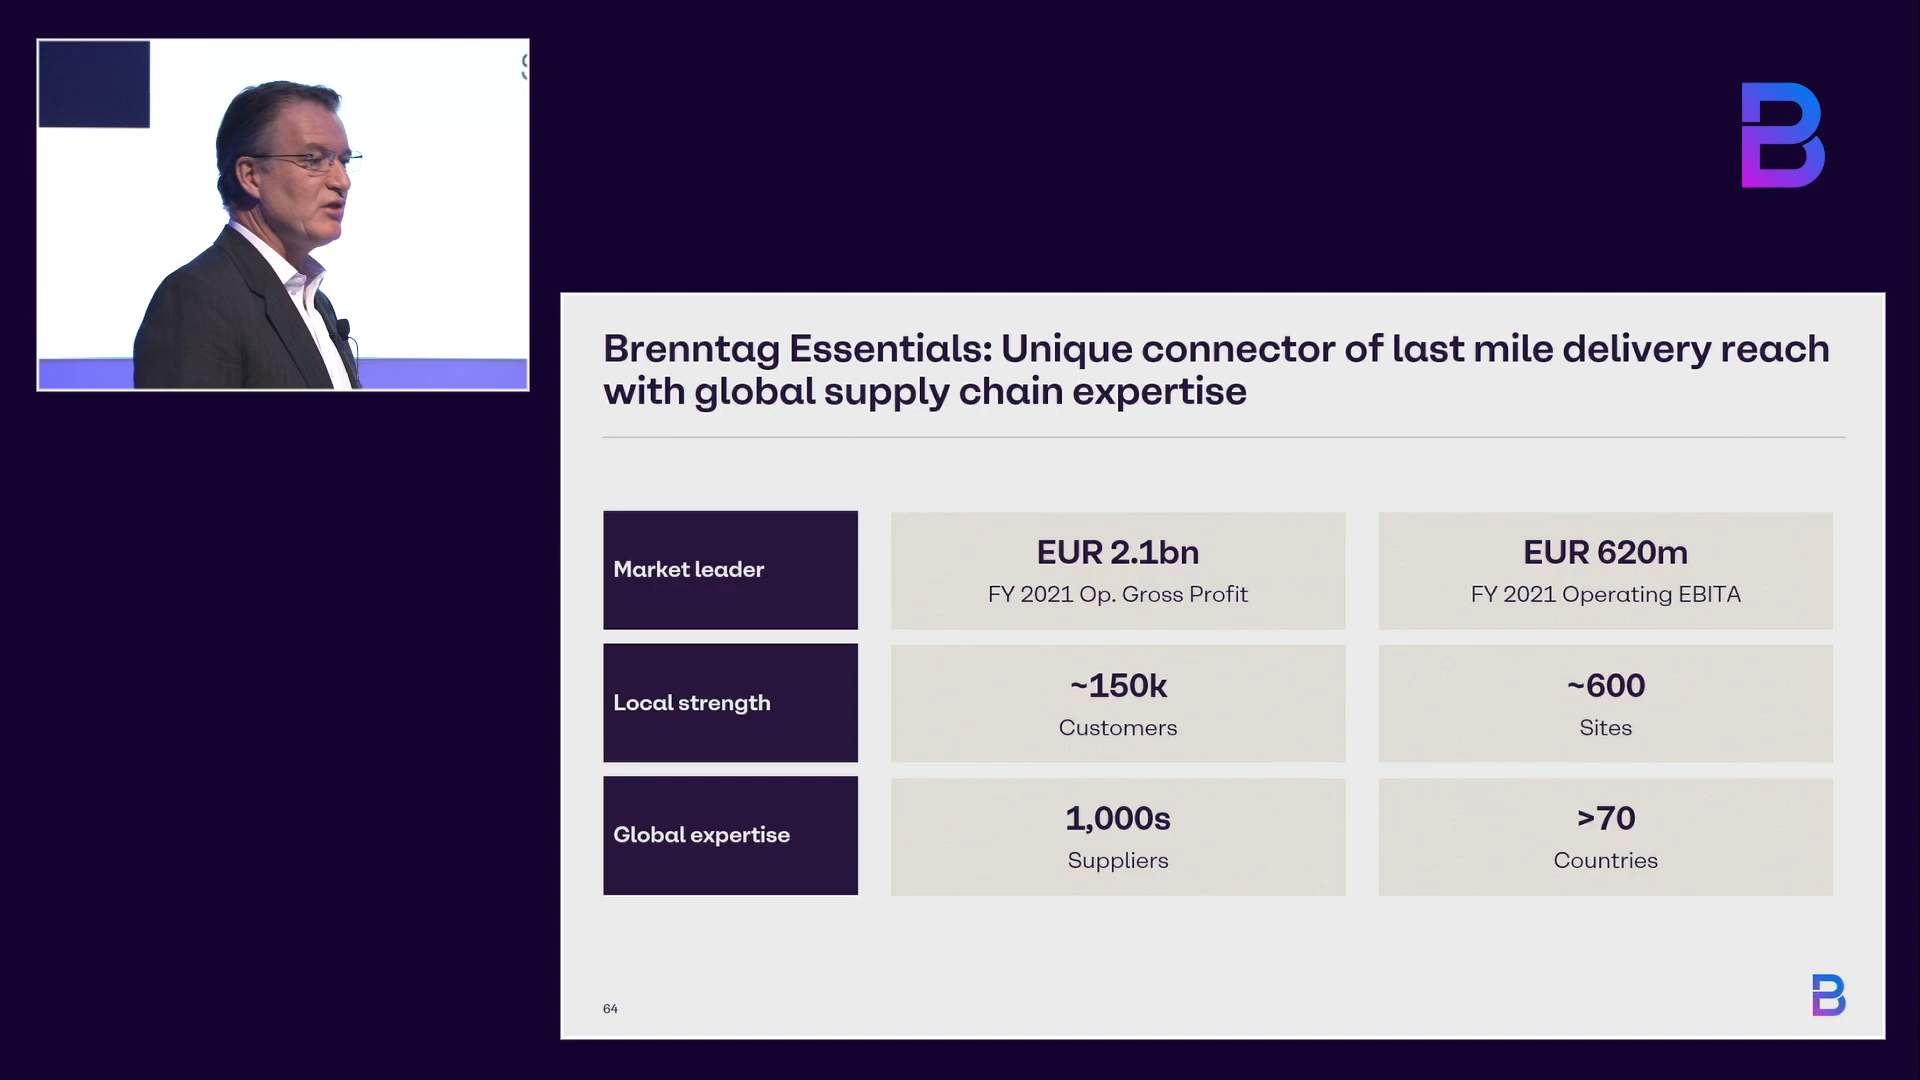 Brenntag Essentials: Unique connector of last mile delivery reach
with global supply chain expertise
Market leader
EUR 2.1bn
FY 2021 Op. Gross Profit
EUR 620m
FY 2021 Operating EBITA
Local strength
~150k
Customers
~600
Sites
Global expertise
1,000s
Suppliers
>70
Countries
64